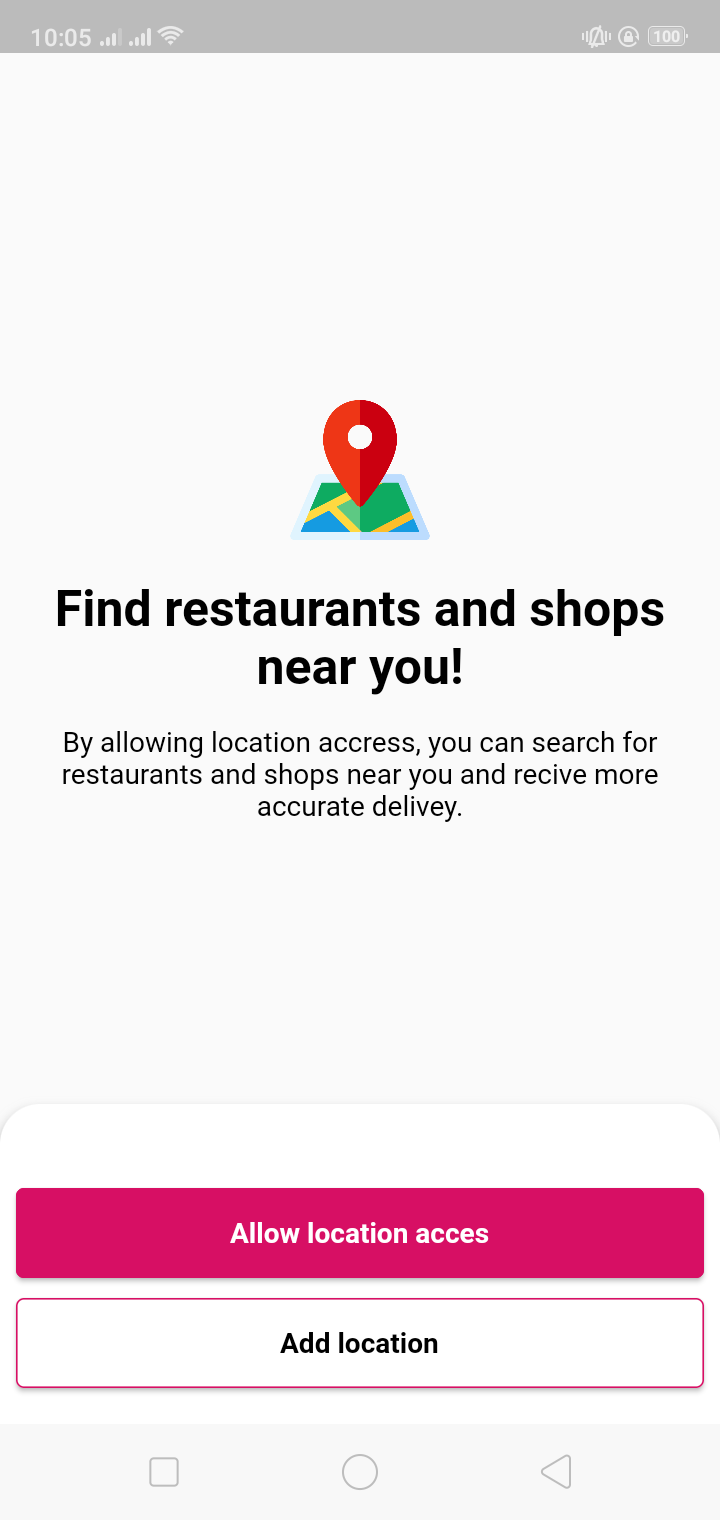 10:05
100
Find restaurants and shops
near you!
By allowing location accress, you can search for
restaurants and shops near you and recive more
accurate delivey.
Allow location acces
Add location